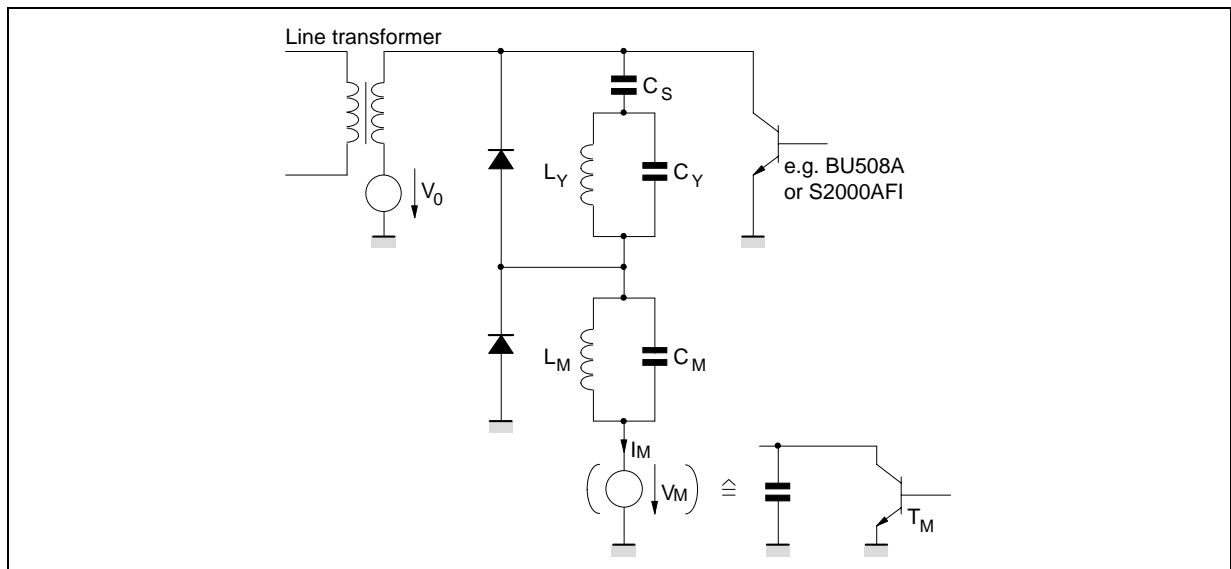 Line transformer
C_S
L_Y
C_Y
e.g. BU508A
or S2000AFI
V_0
L_M
C_M
I_M
( V_M ) ≙
T_M